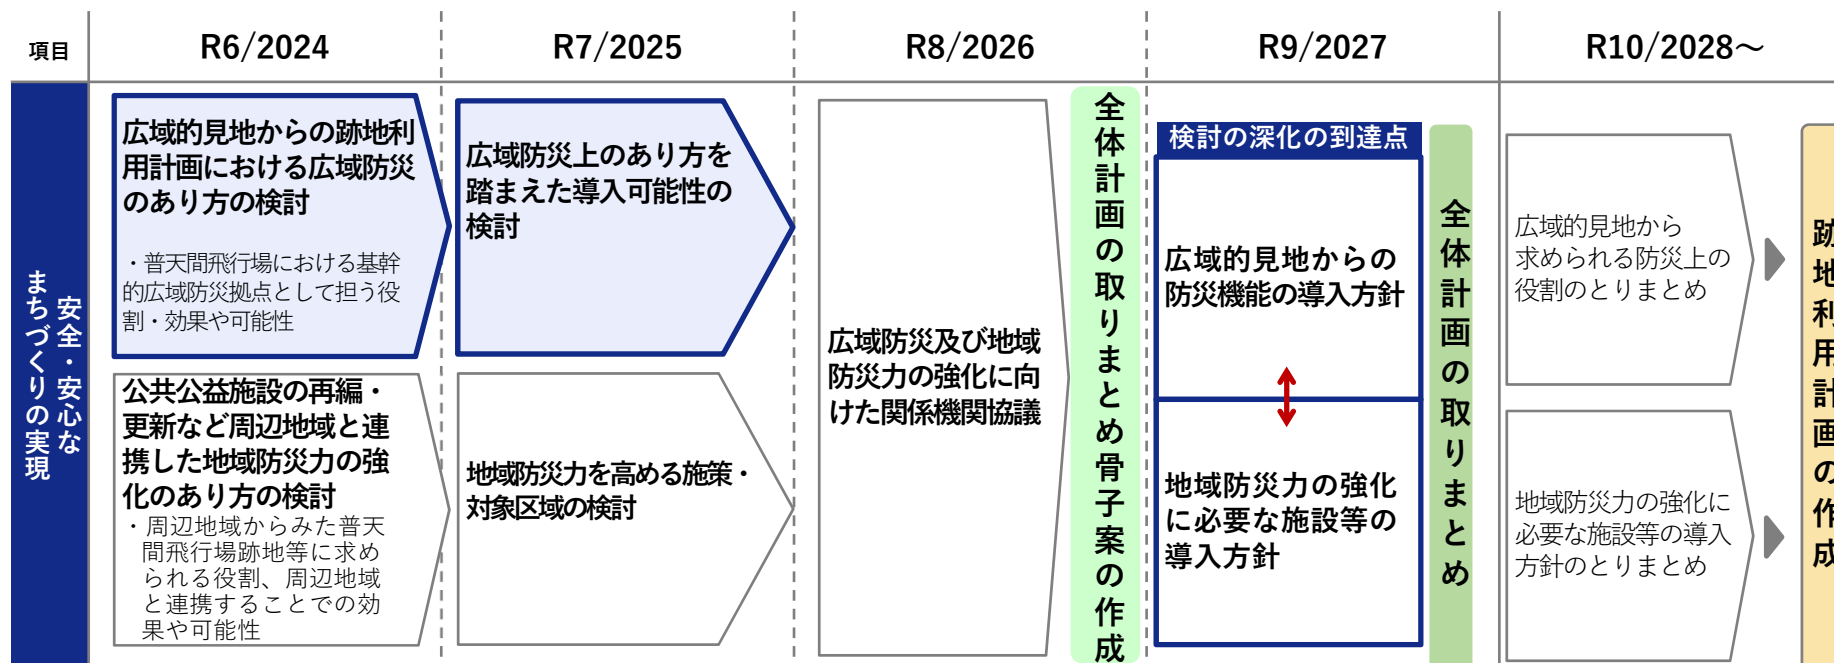 項目
R6/2024
R7/2025
R8/2026
R9/2027
R10/2028～
安全・安心な
まちづくりの実現
広域的見地からの跡地利
用計画における広域防災
のあり方の検討
・普天間飛行場における基幹
的広域防災拠点として担う役
割・効果や可能性
公共公益施設の再編・
更新など周辺地域と連
携した地域防災力の強
化のあり方の検討
・周辺地域からみた普天
間飛行場跡地等に求め
られる役割、周辺地域
と連携することでの効
果や可能性
広域防災上のあり方を
踏まえた導入可能性の
検討
地域防災力を高める施策・
対象区域の検討
広域防災及び地域
防災力の強化に向
けた関係機関協議
全体計画の取りまとめ骨子案の作成
検討の深化の到達点
広域的見地からの
防災機能の導入方針
地域防災力の強化
に必要な施設等の
導入方針
全体計画の取りまとめ
広域的見地から
求められる防災上の
役割のとりまとめ
地域防災力の強化に
必要な施設等の導入
方針のとりまとめ
跡地利用計画の作成